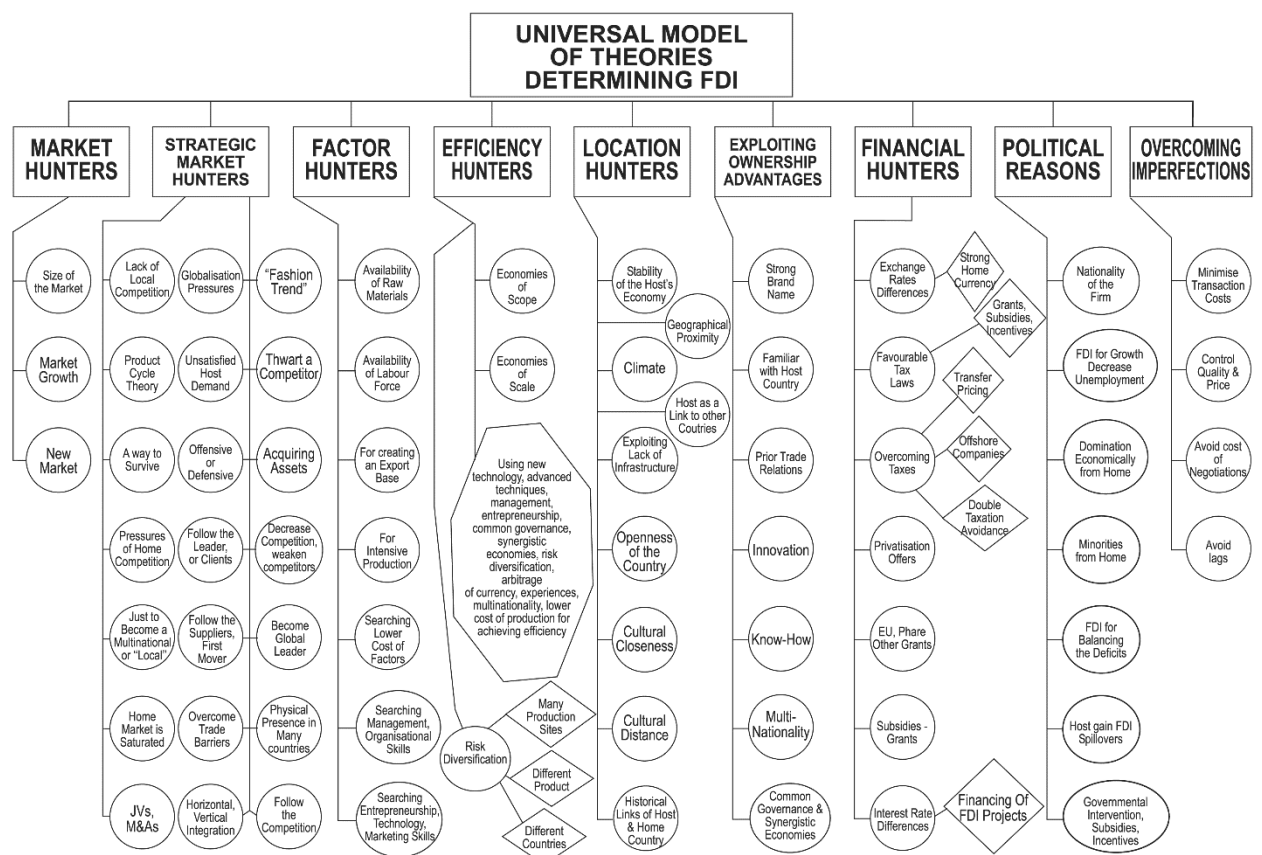 UNIVERSAL MODEL
OF THEORIES
DETERMINING FDI
MARKET
HUNTERS
STRATEGIC
MARKET
HUNTERS
FACTOR
HUNTERS
EFFICIENCY
HUNTERS
LOCATION
HUNTERS
EXPLOITING
OWNERSHIP
ADVANTAGES
FINANCIAL
HUNTERS
POLITICAL
REASONS
OVERCOMING
IMPERFECTIONS
Size of
the Market
Market
Growth
New
Market
Lack of
Local
Competition
Product
Cycle
Theory
A way to
Survive
Pressures
of Home
Competition
Just to
Become a
Multinational
or "Local"
Home
Market is
Saturated
JVs,
M&As
Globalisation
Pressures
Unsatisfied
Host
Demand
Offensive
or
Defensive
Follow the
Leader,
or Clients
Follow the
Suppliers,
First
Mover
Overcome
Trade
Barriers
Horizontal,
Vertical
Integration
"Fashion
Trend"
Thwart a
Competitor
Acquiring
Assets
Decrease
Competition,
weaken
competitors
Become
Global
Leader
Physical
Presence in
Many
countries
Follow
the
Competition
Availability
of Raw
Materials
Availability
of Labour
Force
For creating
an Export
Base
For
Intensive
Production
Searching
Lower
Cost of
Factors
Searching
Management,
Organisational
Skills
Searching
Entrepreneurship,
Technology,
Marketing Skills
Economies
of
Scope
Economies
of
Scale
Using new
technology, advanced
techniques,
management,
entrepreneurship,
common governance,
synergistic
economies, risk
diversification,
arbitrage
of currency, experiences,
multinationality, lower
cost of production for
achieving efficiency
Risk
Diversification
Many
Production
Sites
Different
Product
Different
Countries
Stability
of the Host's
Economy
Geographical
Proximity
Climate
Host as a
Link to other
Coutries
Exploiting
Lack of
Infrastructure
Openness
of the
Country
Cultural
Closeness
Cultural
Distance
Historical
Links of Host
& Home
Country
Strong
Brand
Name
Familiar
with Host
Country
Prior Trade
Relations
Innovation
Know-How
Multi-
Nationality
Common
Governance &
Synergistic
Economies
Exchange
Rates
Differences
Strong
Home
Currency
Grants,
Subsidies,
Incentives
Favourable
Tax
Laws
Transfer
Pricing
Overcoming
Taxes
Offshore
Companies
Double
Taxation
Avoidance
Privatisation
Offers
EU, Phare
Other Grants
Subsidies -
Grants
Interest Rate
Differences
Financing Of
FDI Projects
Nationality
of the
Firm
FDI for Growth
Decrease
Unemployment
Domination
Economically
from Home
Minorities
from Home
FDI for
Balancing
the Deficits
Host gain FDI
Spillovers
Governmental
Intervention,
Subsidies,
Incentives
Minimise
Transaction
Costs
Control
Quality &
Price
Avoid cost
of
Negotiations
Avoid
lags